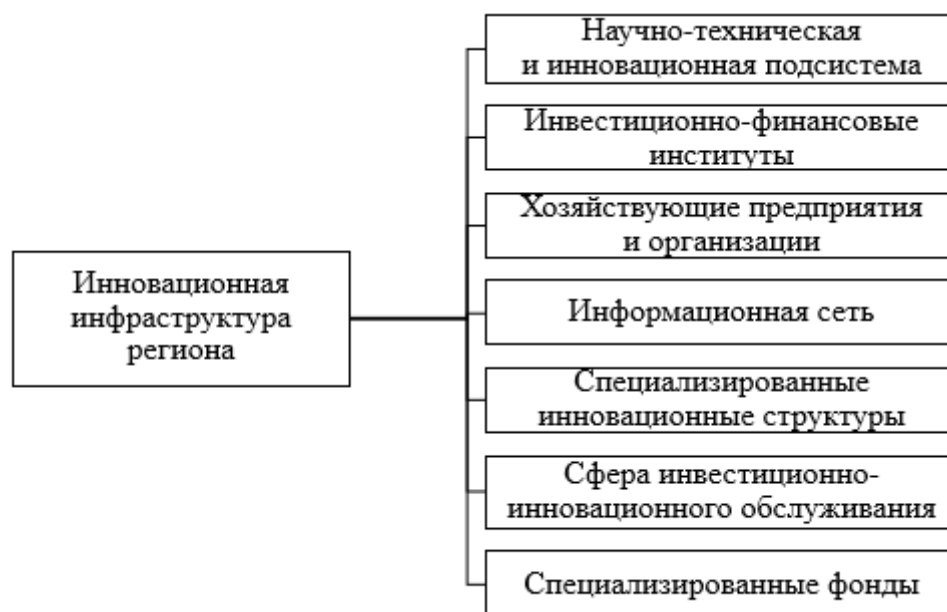 Инновационная
инфраструктура
региона
Научно-техническая
и инновационная подсистема
Инвестиционно-финансовые
институты
Хозяйствующие предприятия
и организации
Информационная сеть
Специализированные
инновационные структуры
Сфера инвестиционно-
инновационного обслуживания
Специализированные фонды